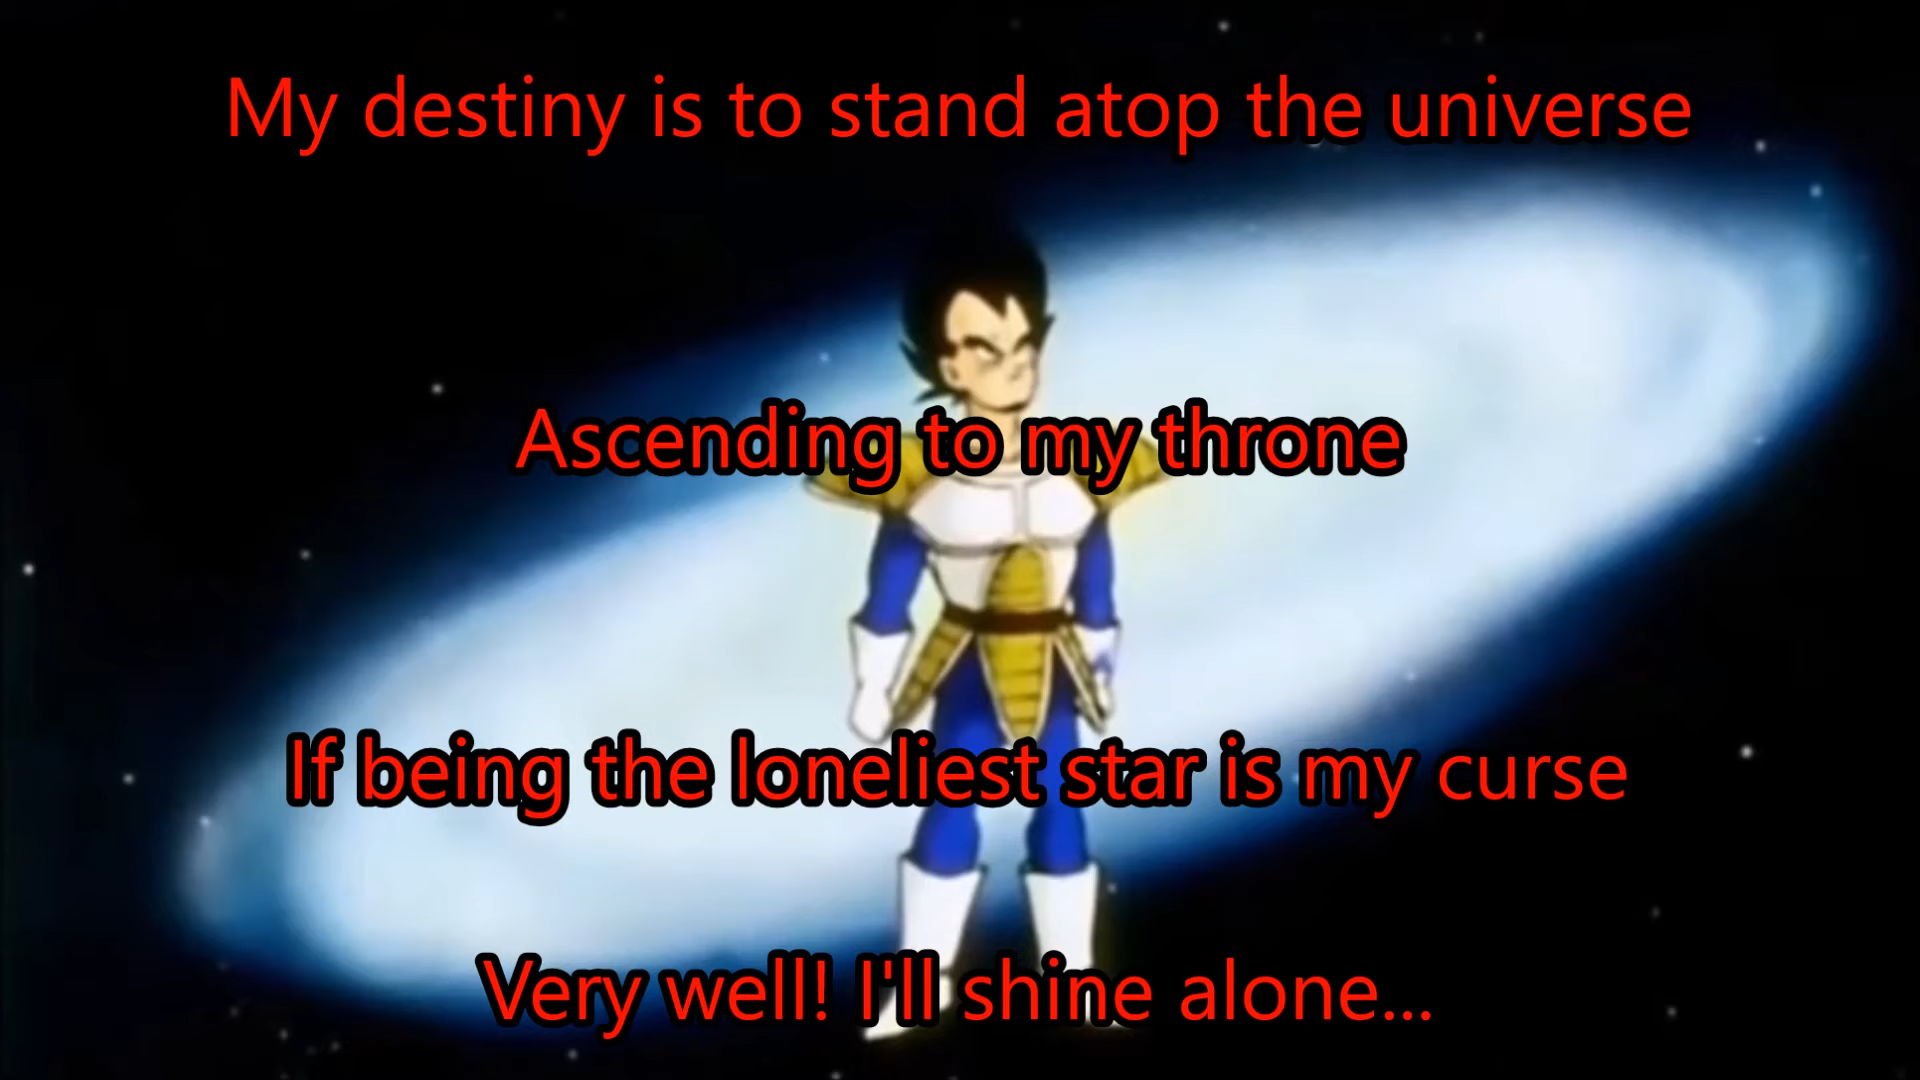 My destiny is to stand atop the universe
Ascending to my throne
If being the loneliest star is my curse
Very well! I'll shine alone...